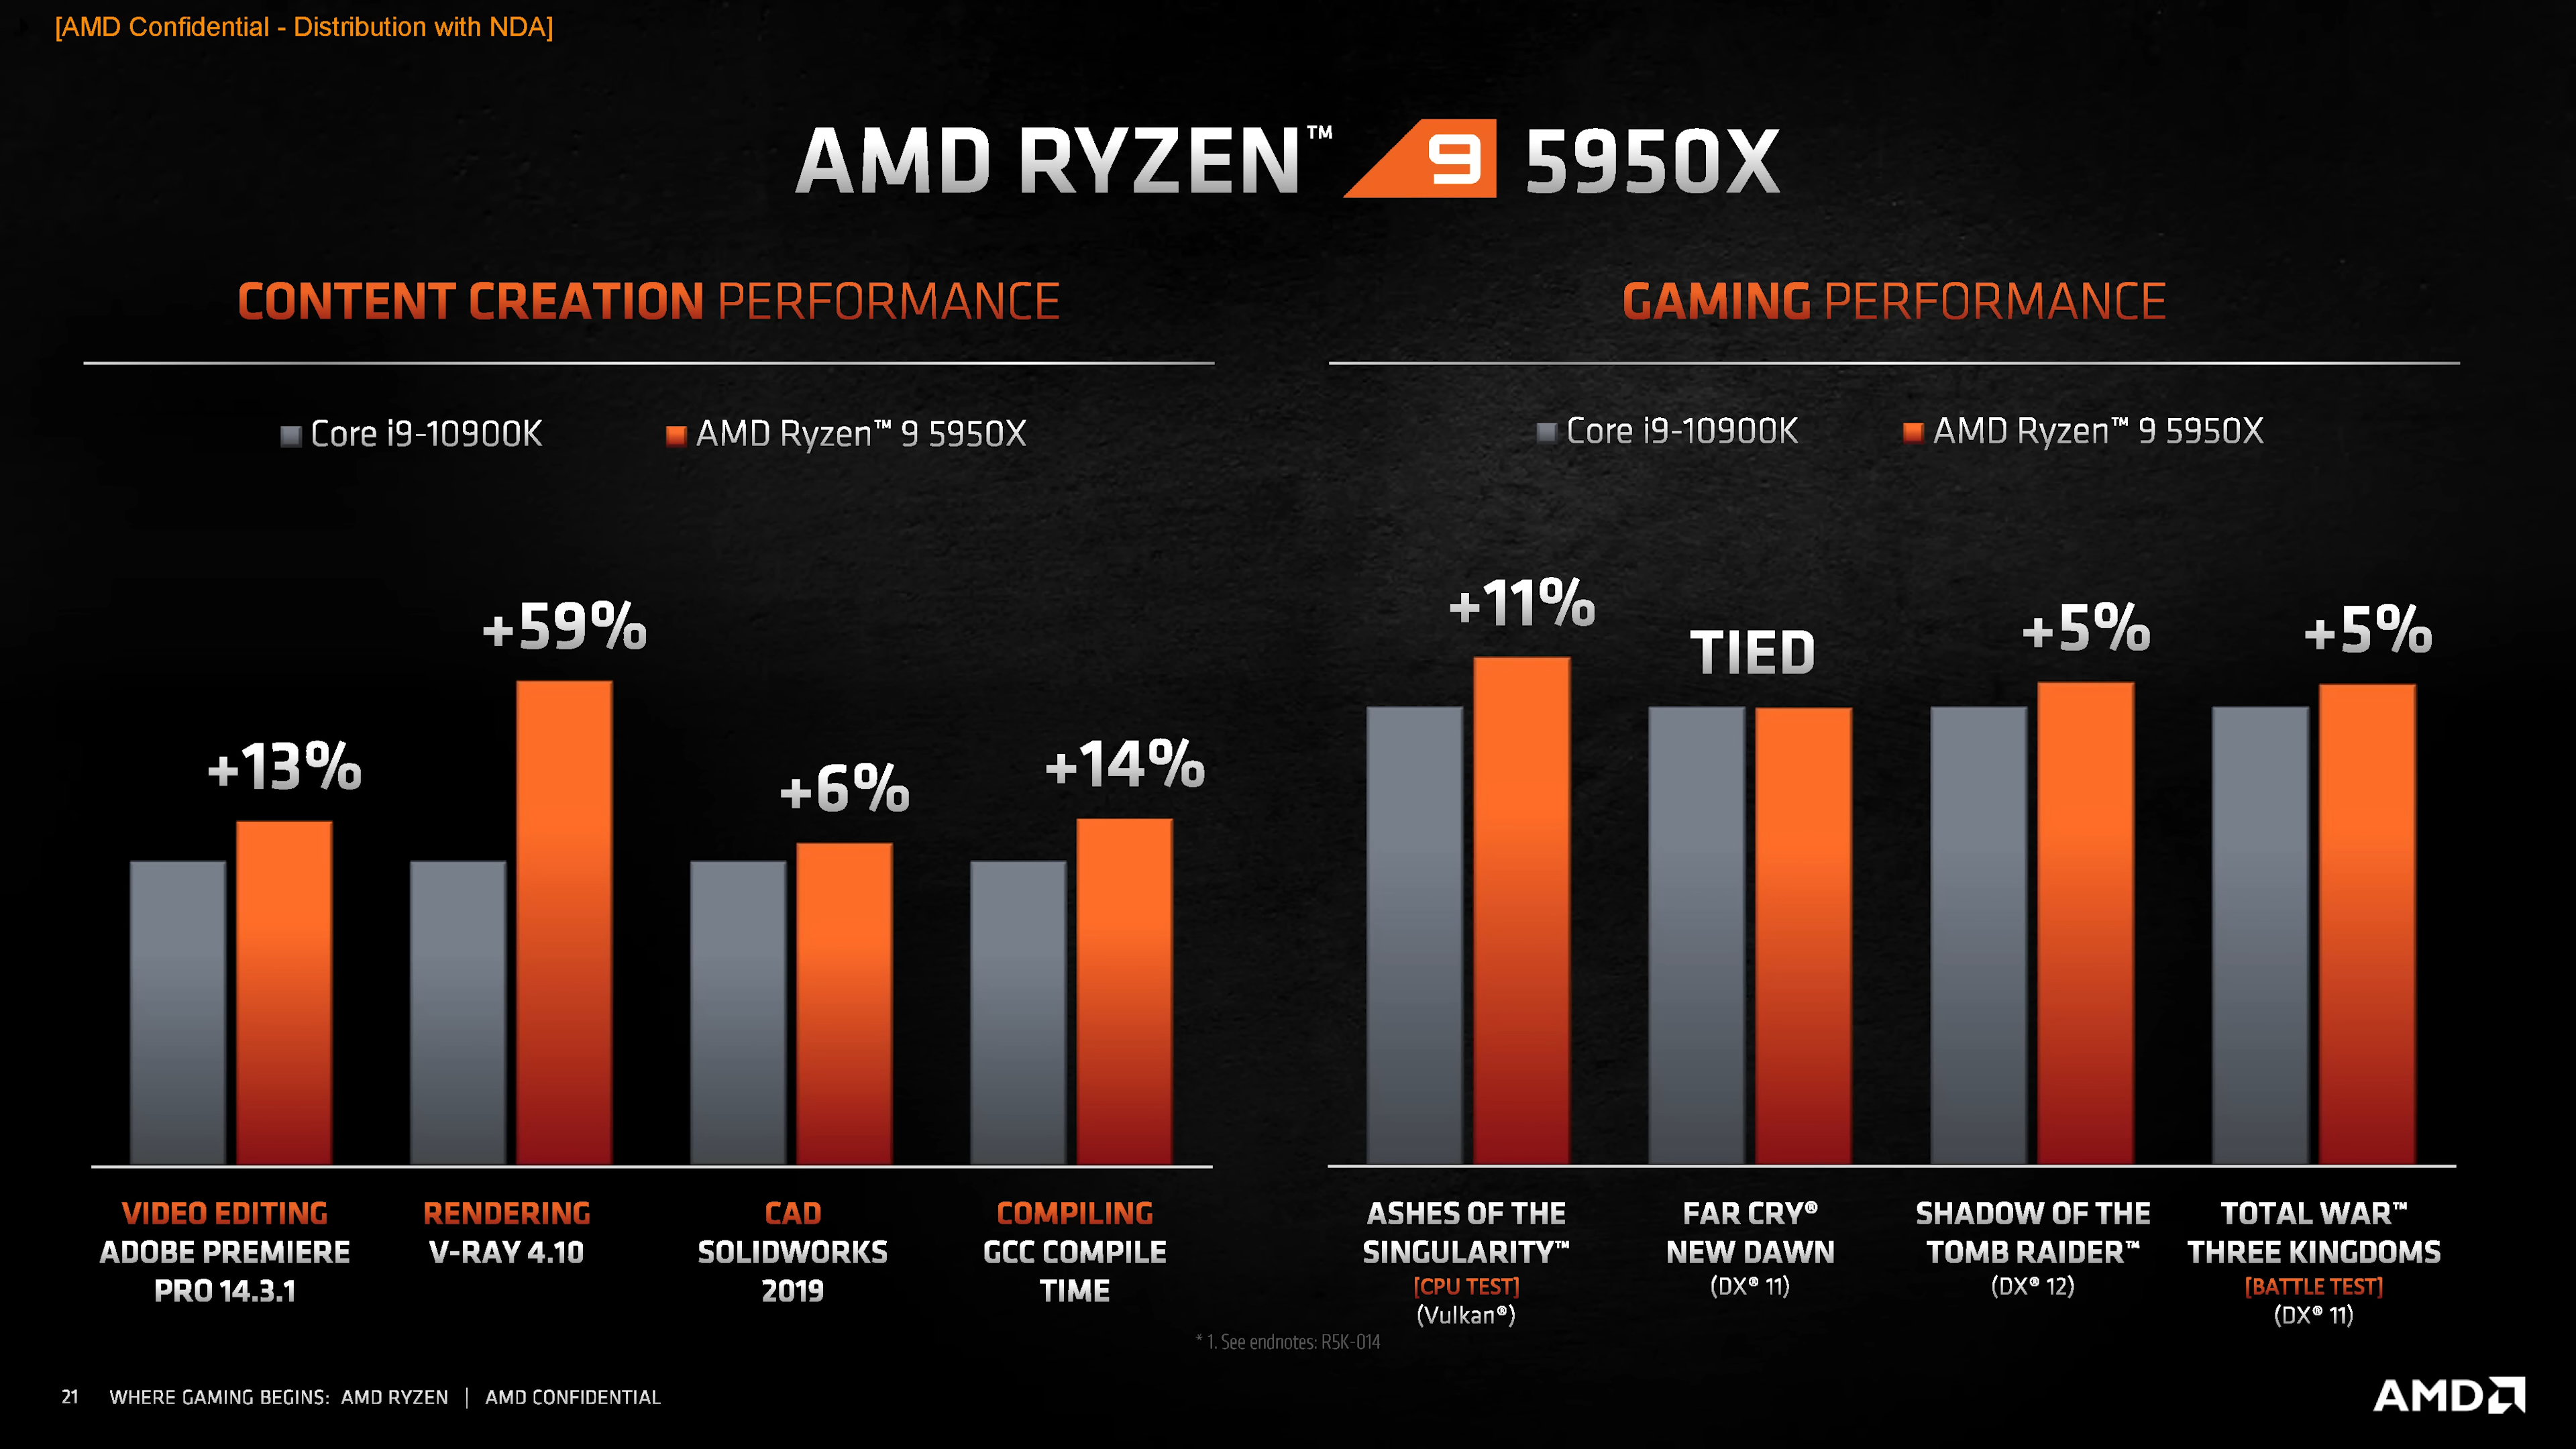 [AMD Confidential - Distribution with NDA]
AMD RYZEN™ 9 5950X
CONTENT CREATION PERFORMANCE
Core i9-10900K
AMD Ryzen™ 9 5950X
+13%
+59%
+6%
+14%
VIDEO EDITING
ADOBE PREMIERE
PRO 14.3.1
RENDERING
V-RAY 4.10
CAD
SOLIDWORKS
2019
COMPILING
GCC COMPILE
TIME
GAMING PERFORMANCE
Core i9-10900K
AMD Ryzen™ 9 5950X
+11%
TIED
+5%
+5%
ASHES OF THE
SINGULARITY™
[CPU TEST]
(Vulkan®)
FAR CRY®
NEW DAWN
(DX® 11)
SHADOW OF THE
TOMB RAIDER™
(DX® 12)
TOTAL WAR™
THREE KINGDOMS
[BATTLE TEST]
(DX® 11)
* 1. See endnotes: R5K-014
21 WHERE GAMING BEGINS: AMD RYZEN | AMD CONFIDENTIAL
AMD